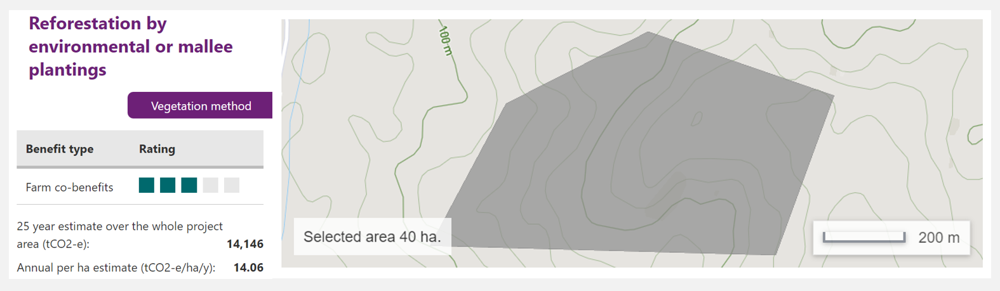 Reforestation by
environmental or mallee
plantings
Vegetation method
Benefit type Rating
Farm co-benefits
25 year estimate over the whole project
area (tCO2-e): 14,146
Annual per ha estimate (tCO2-e/ha/y): 14.06
100 m
Selected area 40 ha.
200 m